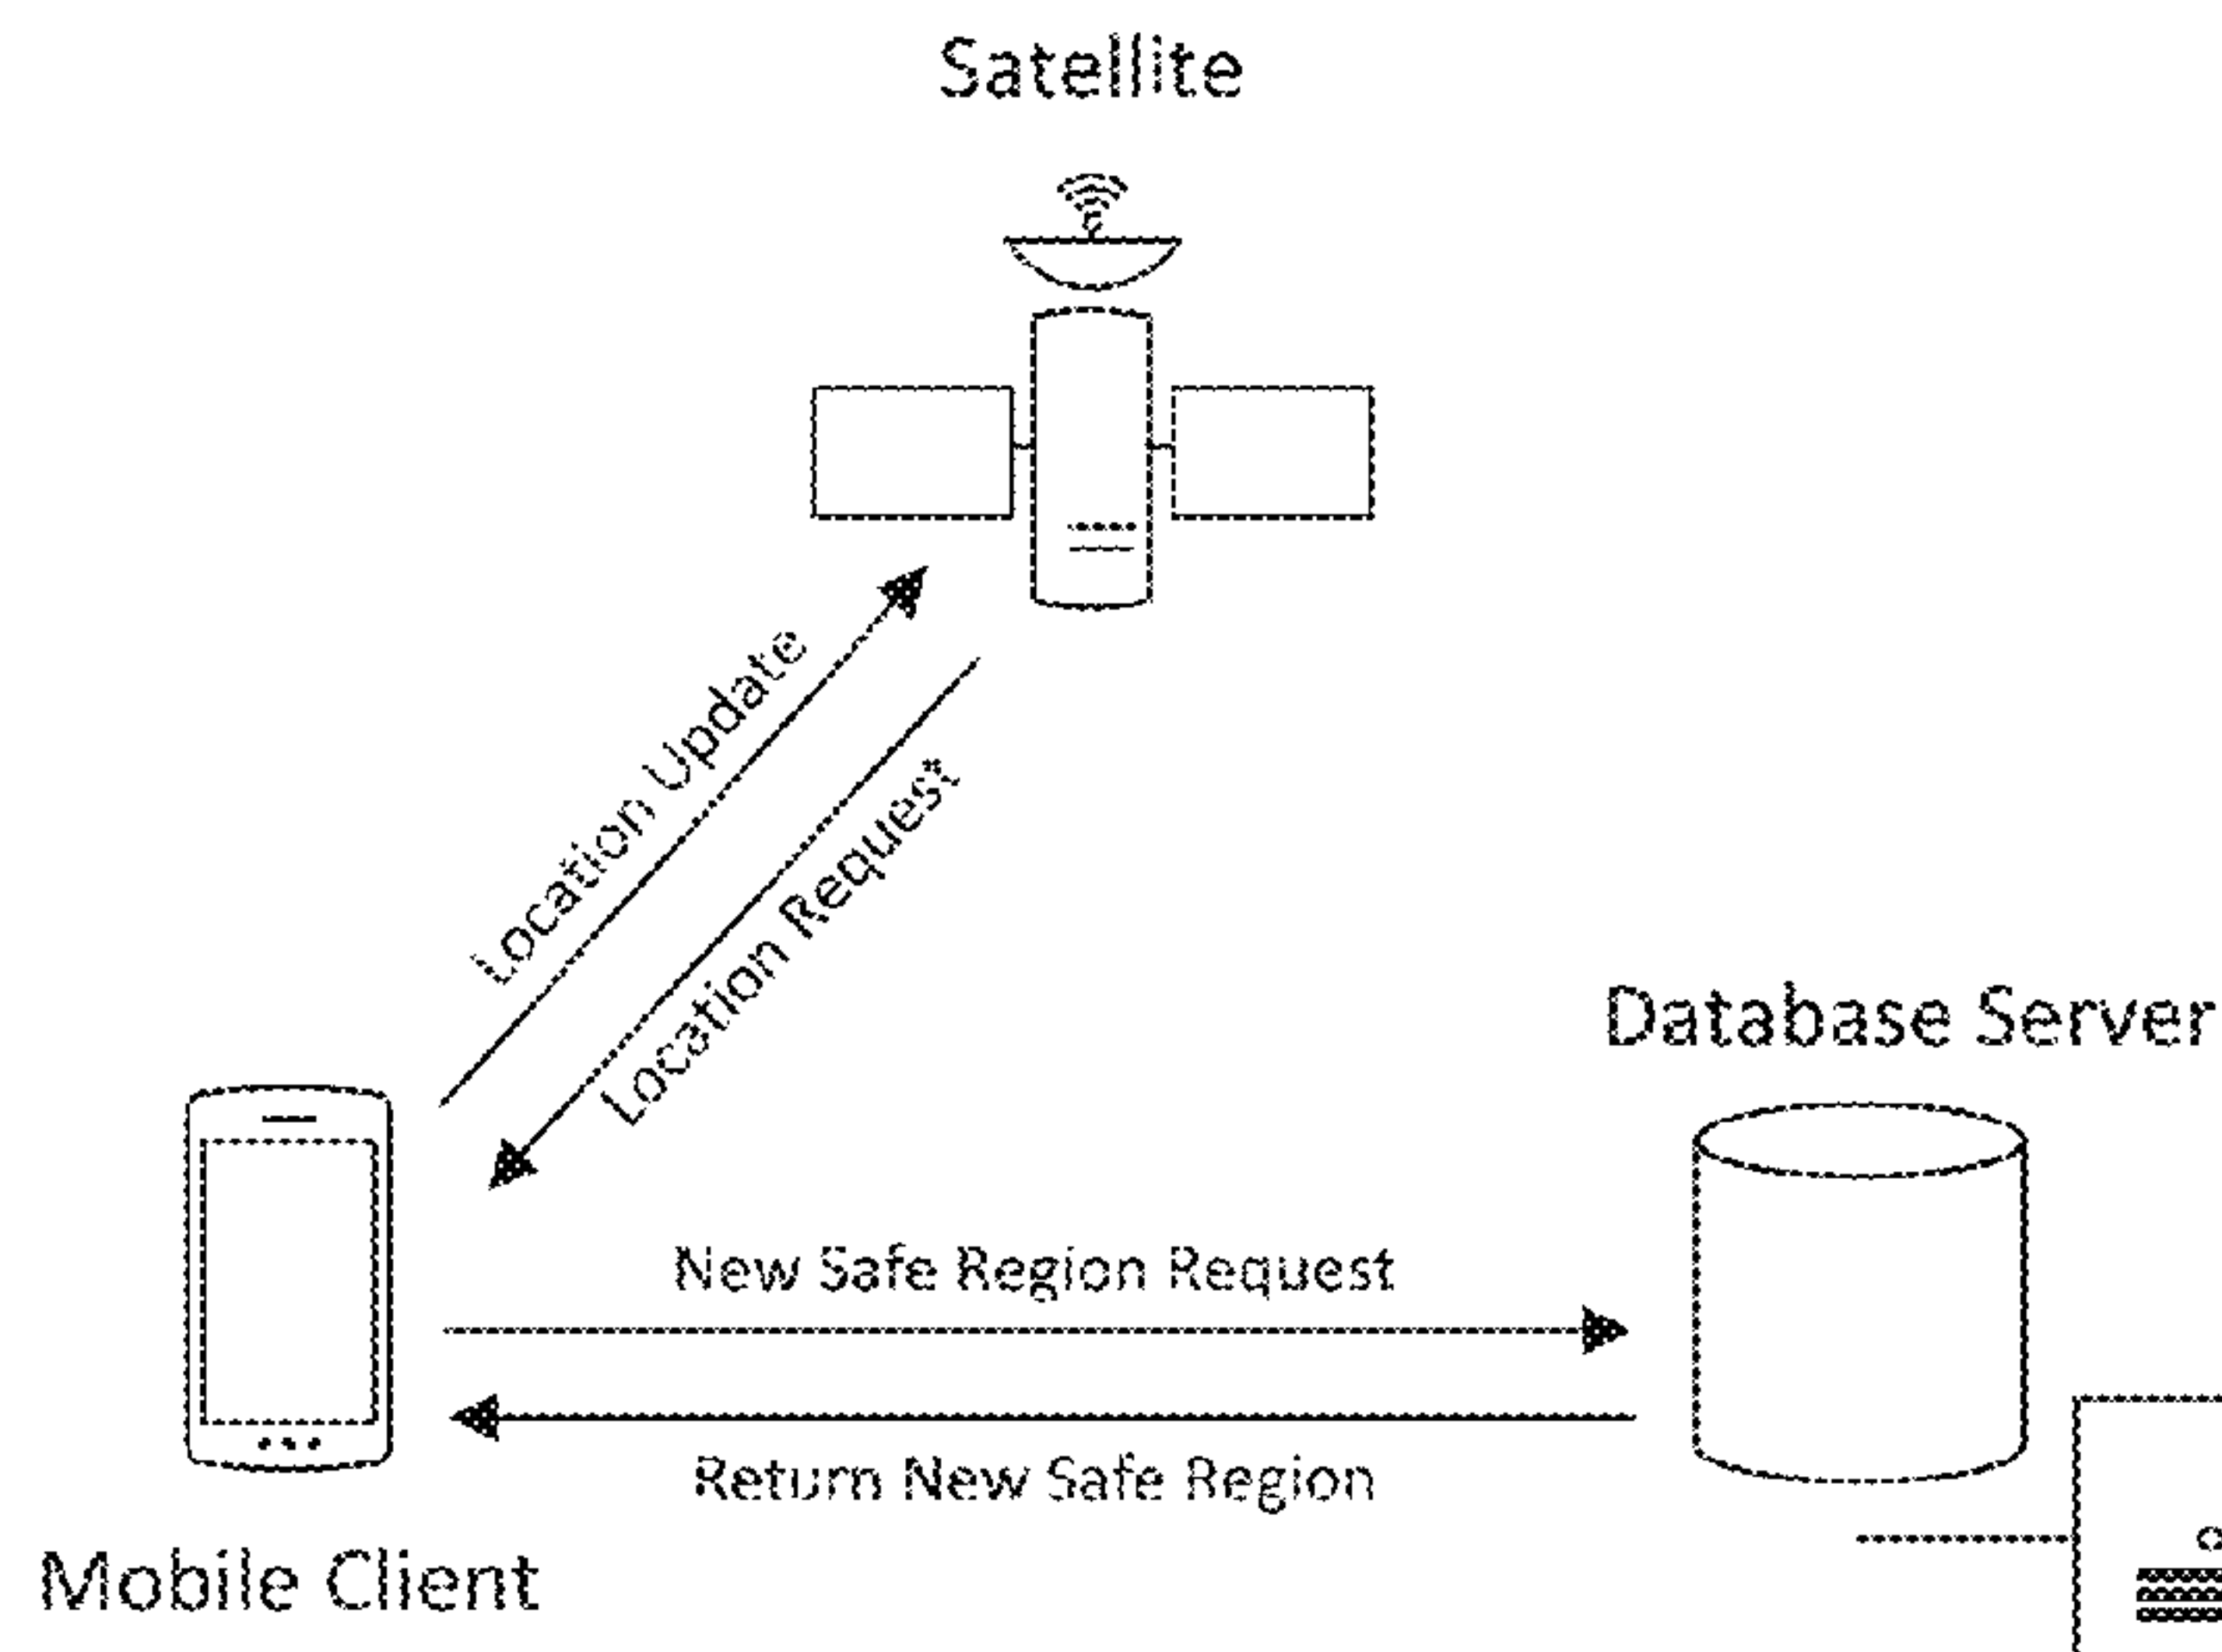 Satellite
Location Update
Location Request
Database Server
New Safe Region Request
Return New Safe Region
Mobile Client